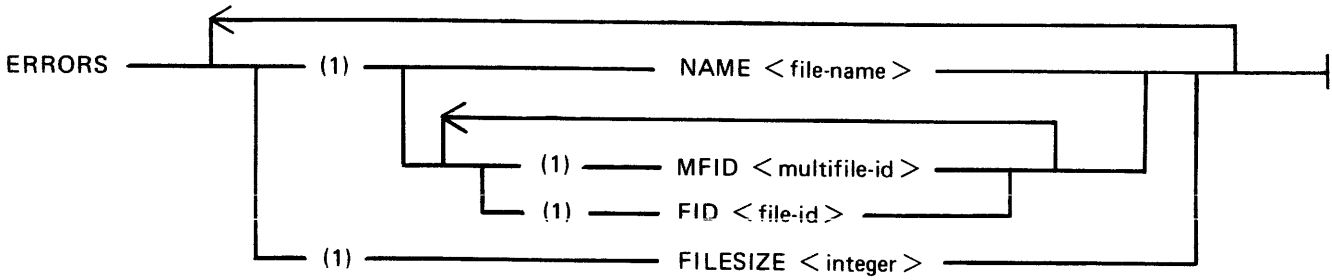 ERRORS (1) NAME <file-name>
(1) MFID <multifile-id>
(1) FID <file-id>
(1) FILESIZE <integer>